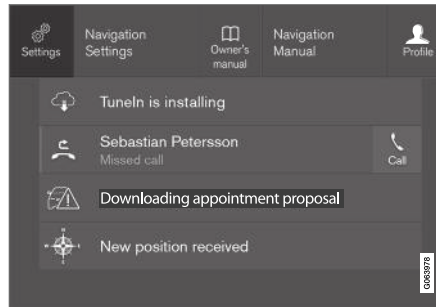 Settings
Navigation
Settings
Owner's
manual
Navigation
Manual
Profile
TuneIn is installing
Sebastian Petersson
Missed call
Call
Downloading appointment proposal
New position received
G063978